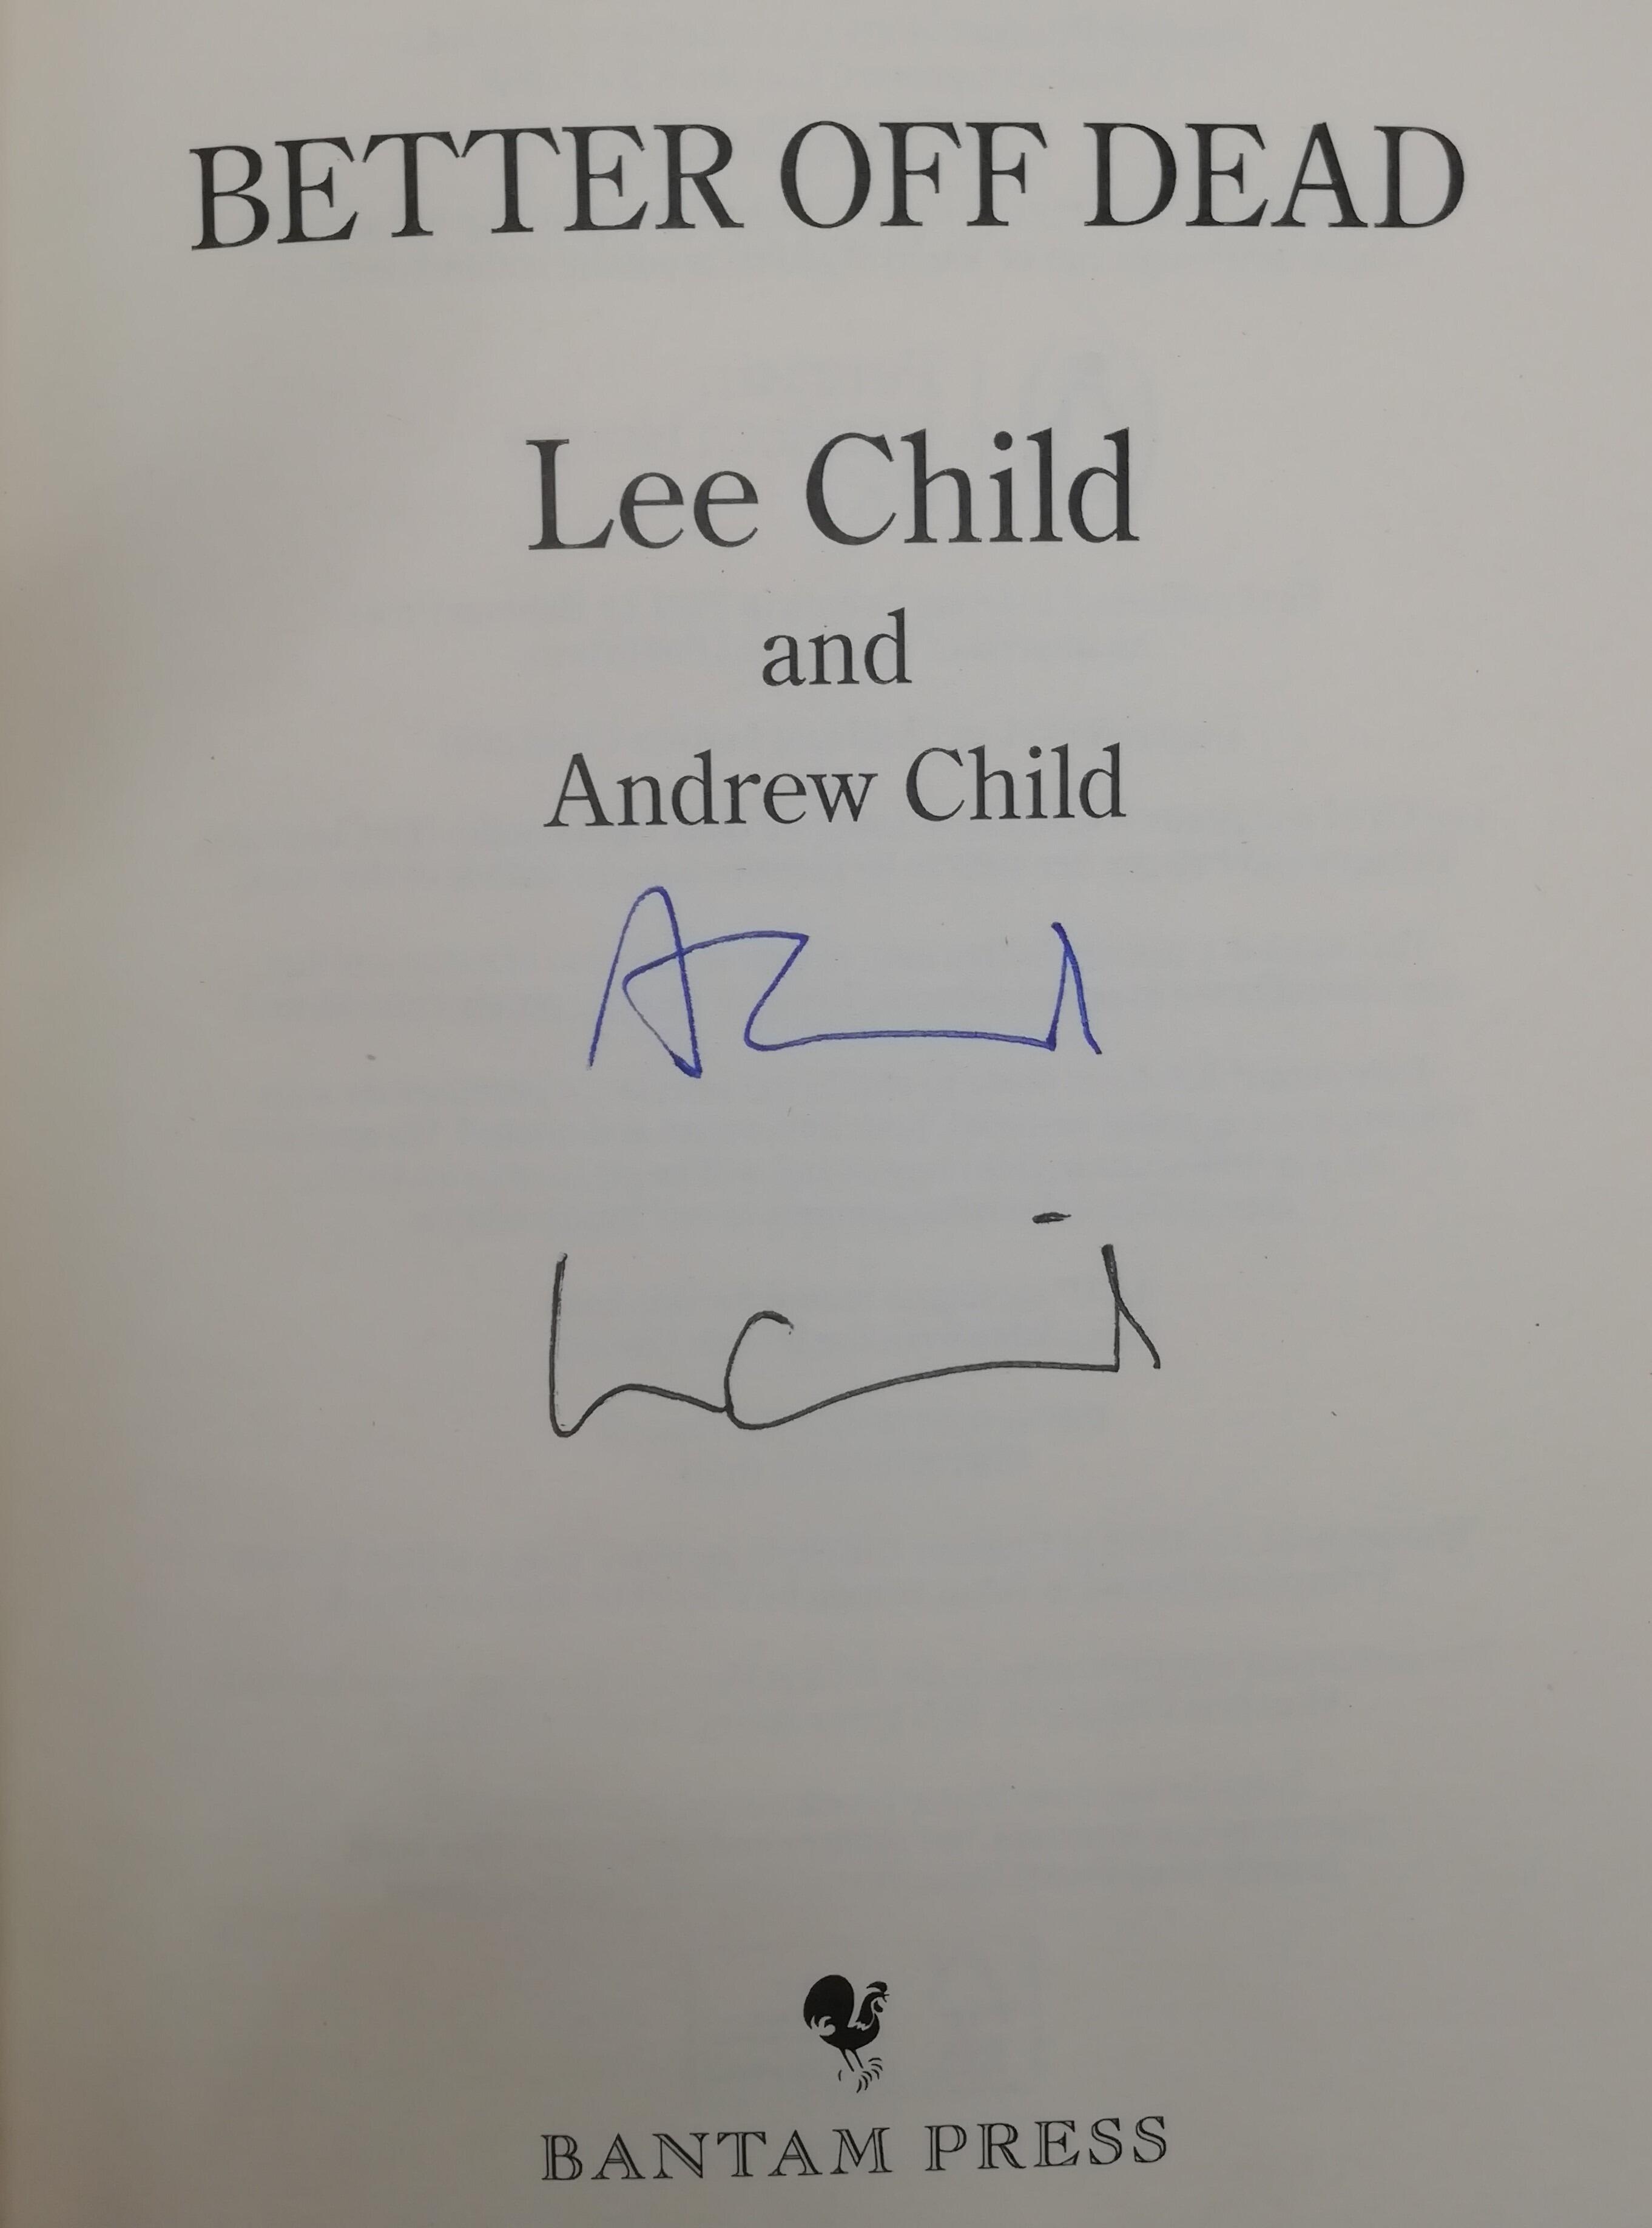 BETTER OFF DEAD
Lee Child
and
Andrew Child
BANTAM PRESS